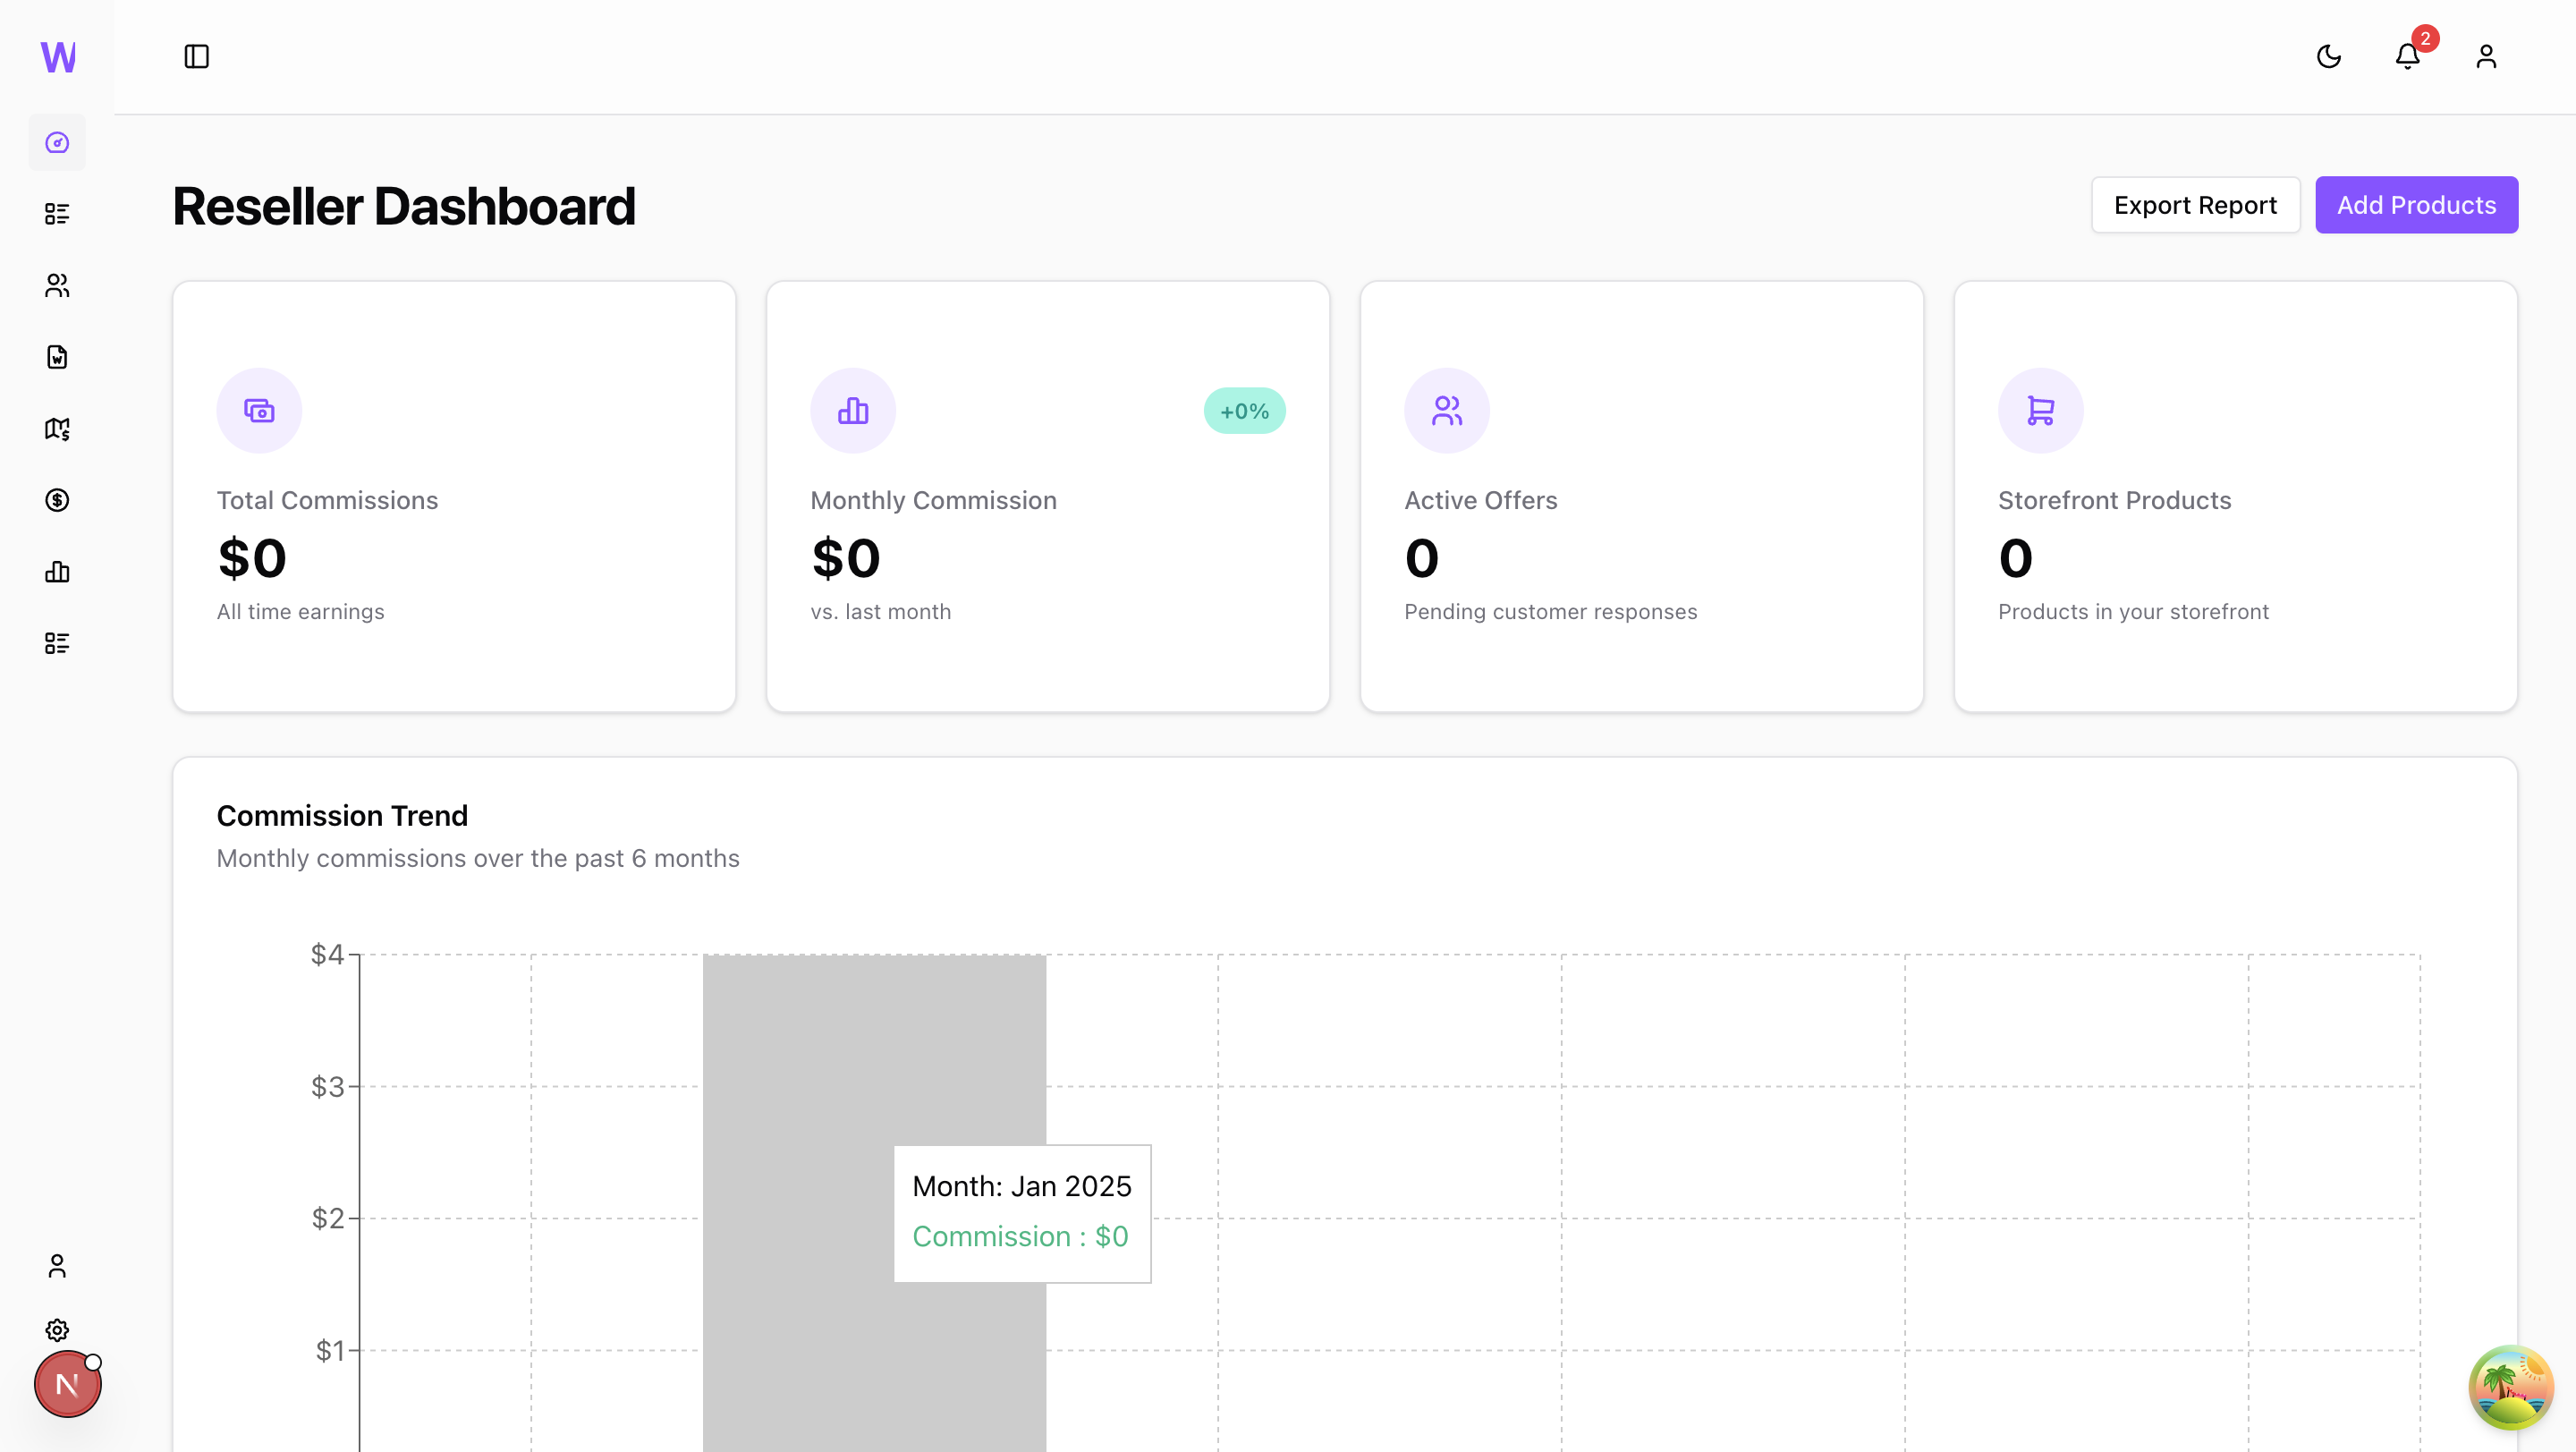 W
2
Reseller Dashboard
Export Report
Add Products
Total Commissions
$0
All time earnings
+0%
Monthly Commission
$0
vs. last month
Active Offers
0
Pending customer responses
Storefront Products
0
Products in your storefront
Commission Trend
Monthly commissions over the past 6 months
$4
$3
$2
$1
Month: Jan 2025
Commission : $0
N